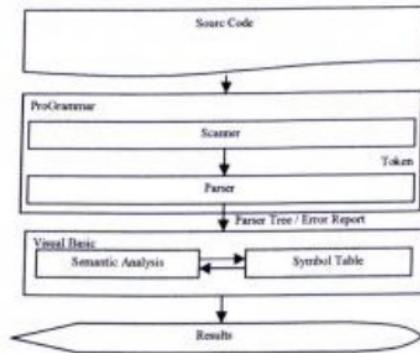 Sourc Code
ProGrammar
Scanner
Token
Parser
Parser Tree / Error Report
Visual Basic
Semantic Analysis
Symbol Table
Results